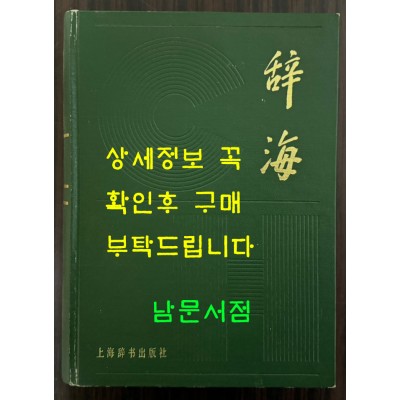 辞海
상세정보 꼭
확인후 구매
부탁드립니다
남문서점
上海辞书出版社